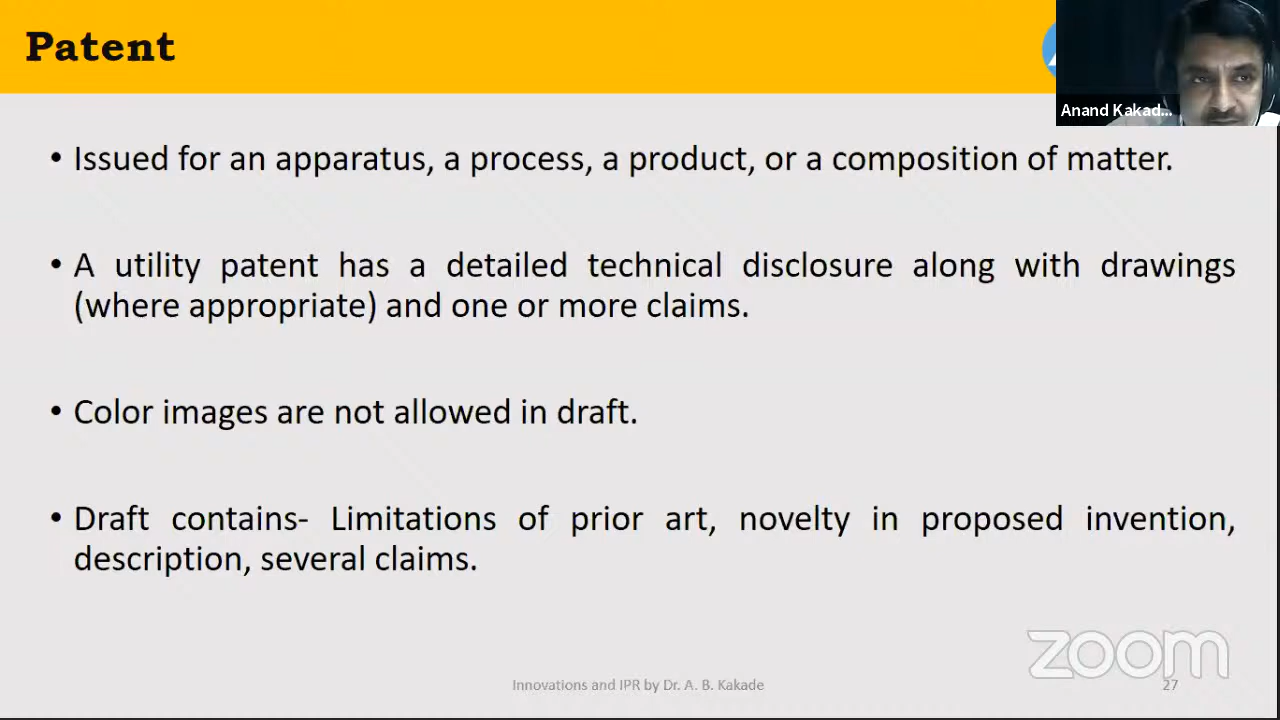 Patent
Anand Kakad...
• Issued for an apparatus, a process, a product, or a composition of matter.
• A utility patent has a detailed technical disclosure along with drawings
(where appropriate) and one or more claims.
• Color images are not allowed in draft.
• Draft contains- Limitations of prior art, novelty in proposed invention,
description, several claims.
zoom
Innovations and IPR by Dr. A. B. Kakade
27